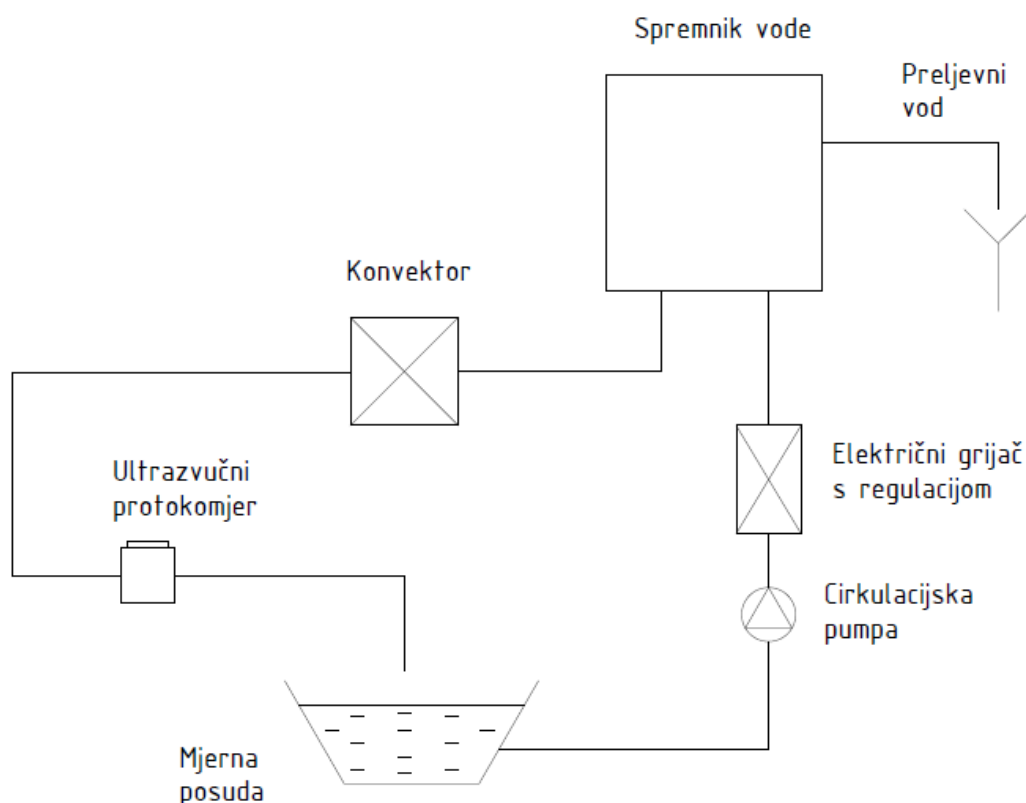 Spremnik vode
Preljevni
vod
Konvektor
Ultrazvučni
protokomjer
Električni grijač
s regulacijom
Cirkulacijska
pumpa
Mjerna
posuda